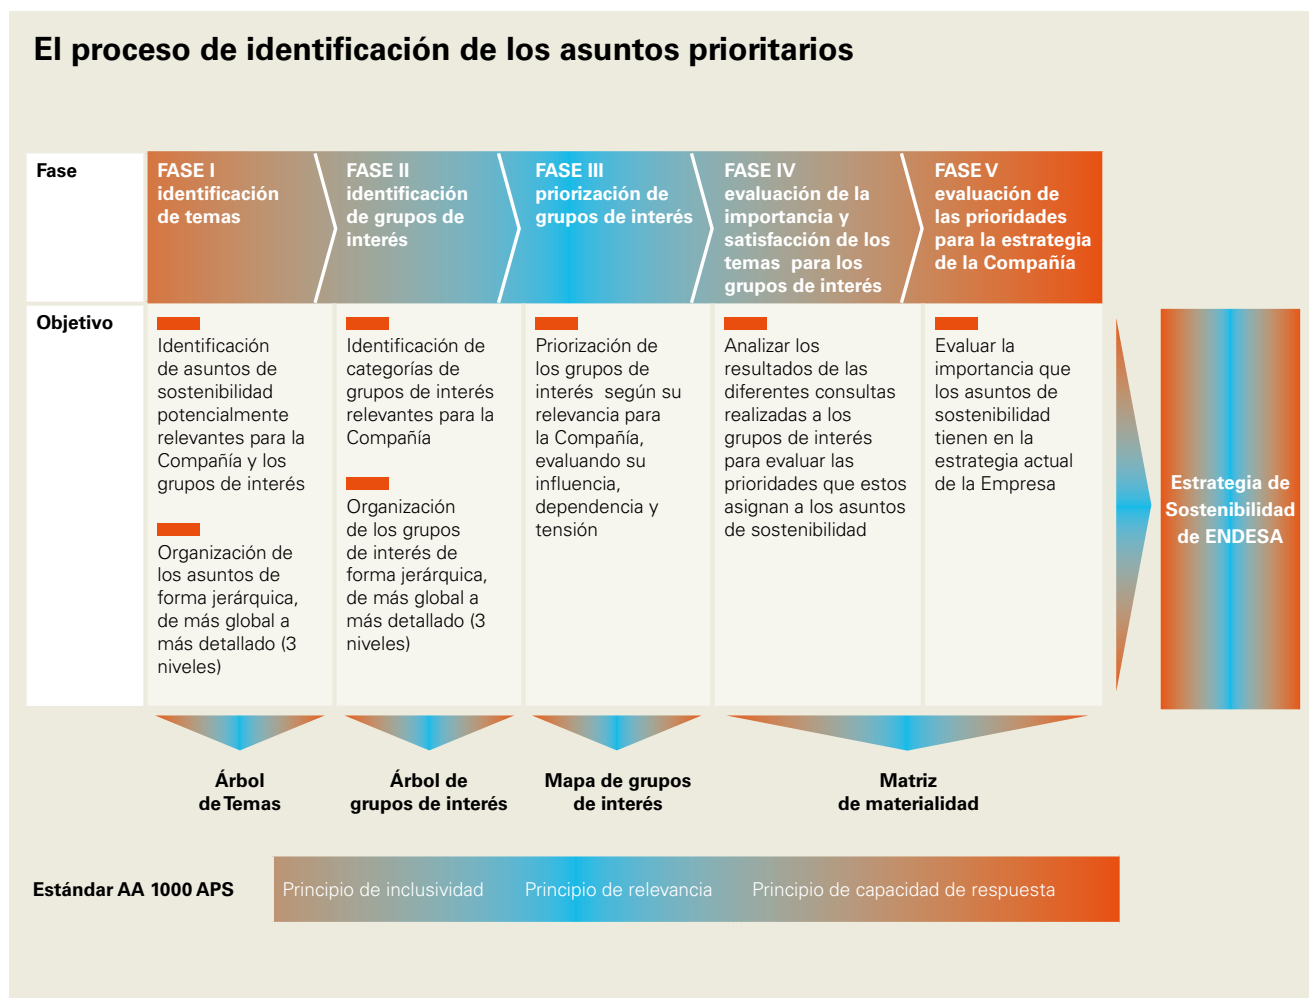 El proceso de identificación de los asuntos prioritarios
Fase
FASE I
identificación
de temas
FASE II
identificación
de grupos de
interés
FASE III
priorización de
grupos de interés
FASE IV
evaluación de la
importancia y
satisfacción de los
temas para los
grupos de interés
FASE V
evaluación de
las prioridades
para la estrategia
de la Compañía
Objetivo
Identificación
de asuntos de
sostenibilidad
potencialmente
relevantes para la
Compañía y los
grupos de interés
Organización de
los asuntos de
forma jerárquica,
de más global a
más detallado (3
niveles)
Identificación de
categorías de
grupos de interés
relevantes para la
Compañía
Organización
de los grupos
de interés de
forma jerárquica,
de más global a
más detallado (3
niveles)
Priorización de
los grupos de
interés según su
relevancia para
la Compañía,
evaluando su
influencia,
dependencia y
tensión
Analizar los
resultados de las
diferentes consultas
realizadas a los
grupos de interés
para evaluar las
prioridades que estos
asignan a los asuntos
de sostenibilidad
Evaluar la
importancia que
los asuntos de
sostenibilidad
tienen en la
estrategia actual
de la Empresa
Estrategia de
Sostenibilidad
de ENDESA
Árbol
de Temas
Árbol de
grupos de interés
Mapa de grupos
de interés
Matriz
de materialidad
Estándar AA 1000 APS
Principio de inclusividad
Principio de relevancia
Principio de capacidad de respuesta